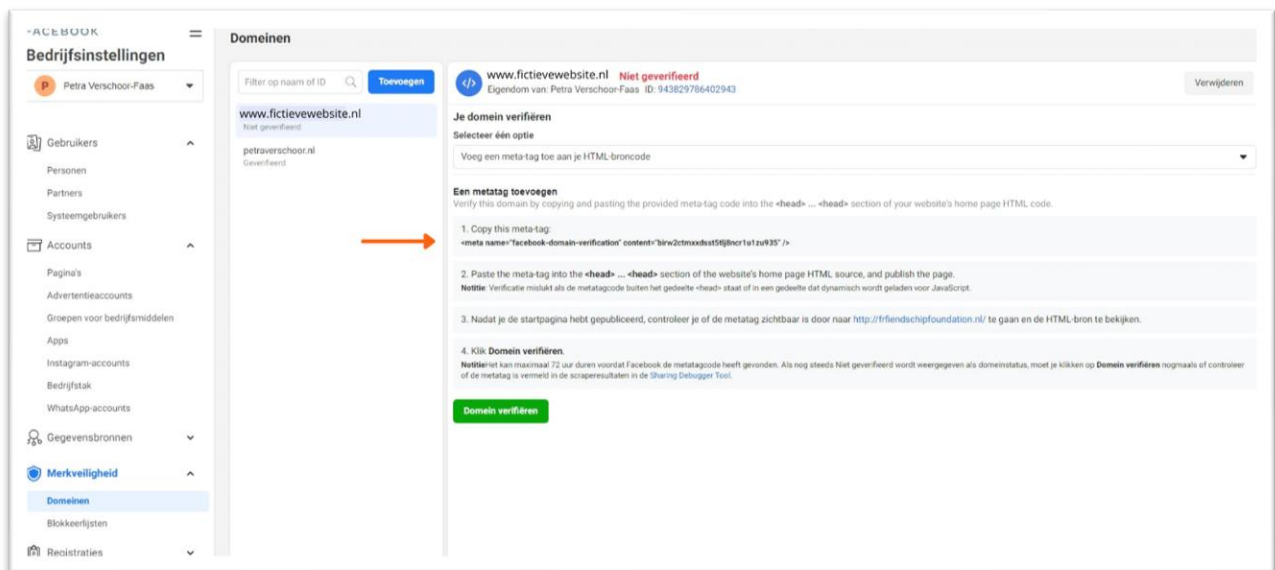 FACEBOOK
Bedrijfsinstellingen
P Petra Verschoor-Faas
Gebruikers
Personen
Partners
Systeemgebruikers
Accounts
Pagina's
Advertentieaccounts
Groepen voor bedrijfsmiddelen
Apps
Instagram-accounts
Bedrijfstak
WhatsApp-accounts
Gegevensbronnen
Merkveiligheid
Domeinen
Blokkeerlijsten
Registraties
Domeinen
Filter op naam of ID
Toevoegen
www.fictievewebsite.nl
Niet geverifieerd
petraverschoor.nl
Geverifieerd
</> www.fictievewebsite.nl Niet geverifieerd
Eigendom van: Petra Verschoor-Faas ID: 943829786402943
Verwijderen
Je domein verifiëren
Selecteer één optie
Voeg een meta-tag toe aan je HTML-broncode
Een metatag toevoegen
Verify this domain by copying and pasting the provided meta-tag code into the <head> ... <head> section of your website's home page HTML code.
1. Copy this meta-tag:
<meta name="facebook-domain-verification" content="birw2ctmxxdsst5tlj8ncr1u1zu935" />
2. Paste the meta-tag into the <head> ... <head> section of the website's home page HTML source, and publish the page.
Notitie: Verificatie mislukt als de metatagcode buiten het gedeelte <head> staat of in een gedeelte dat dynamisch wordt geladen voor JavaScript.
3. Nadat je de startpagina hebt gepubliceerd, controleer je of de metatag zichtbaar is door naar http://frfiendschipfoundation.nl/ te gaan en de HTML-bron te bekijken.
4. Klik Domein verifiëren.
NotitieHet kan maximaal 72 uur duren voordat Facebook de metatagcode heeft gevonden. Als nog steeds Niet geverifieerd wordt weergegeven als domeinstatus, moet je klikken op Domein verifiëren nogmaals of controleer
of de metatag is vermeld in de scraperesultaten in de Sharing Debugger Tool.
Domein verifiëren